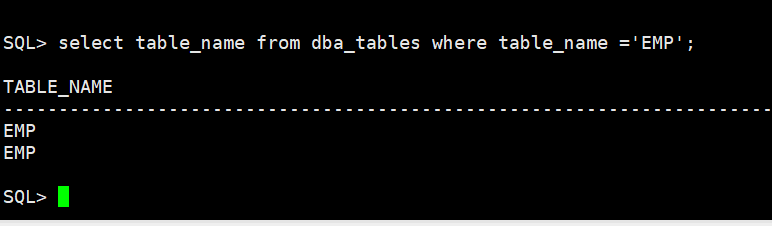 SQL> select table_name from dba_tables where table_name ='EMP';
TABLE_NAME
----------------------------------------------------------------------
EMP
EMP
SQL>